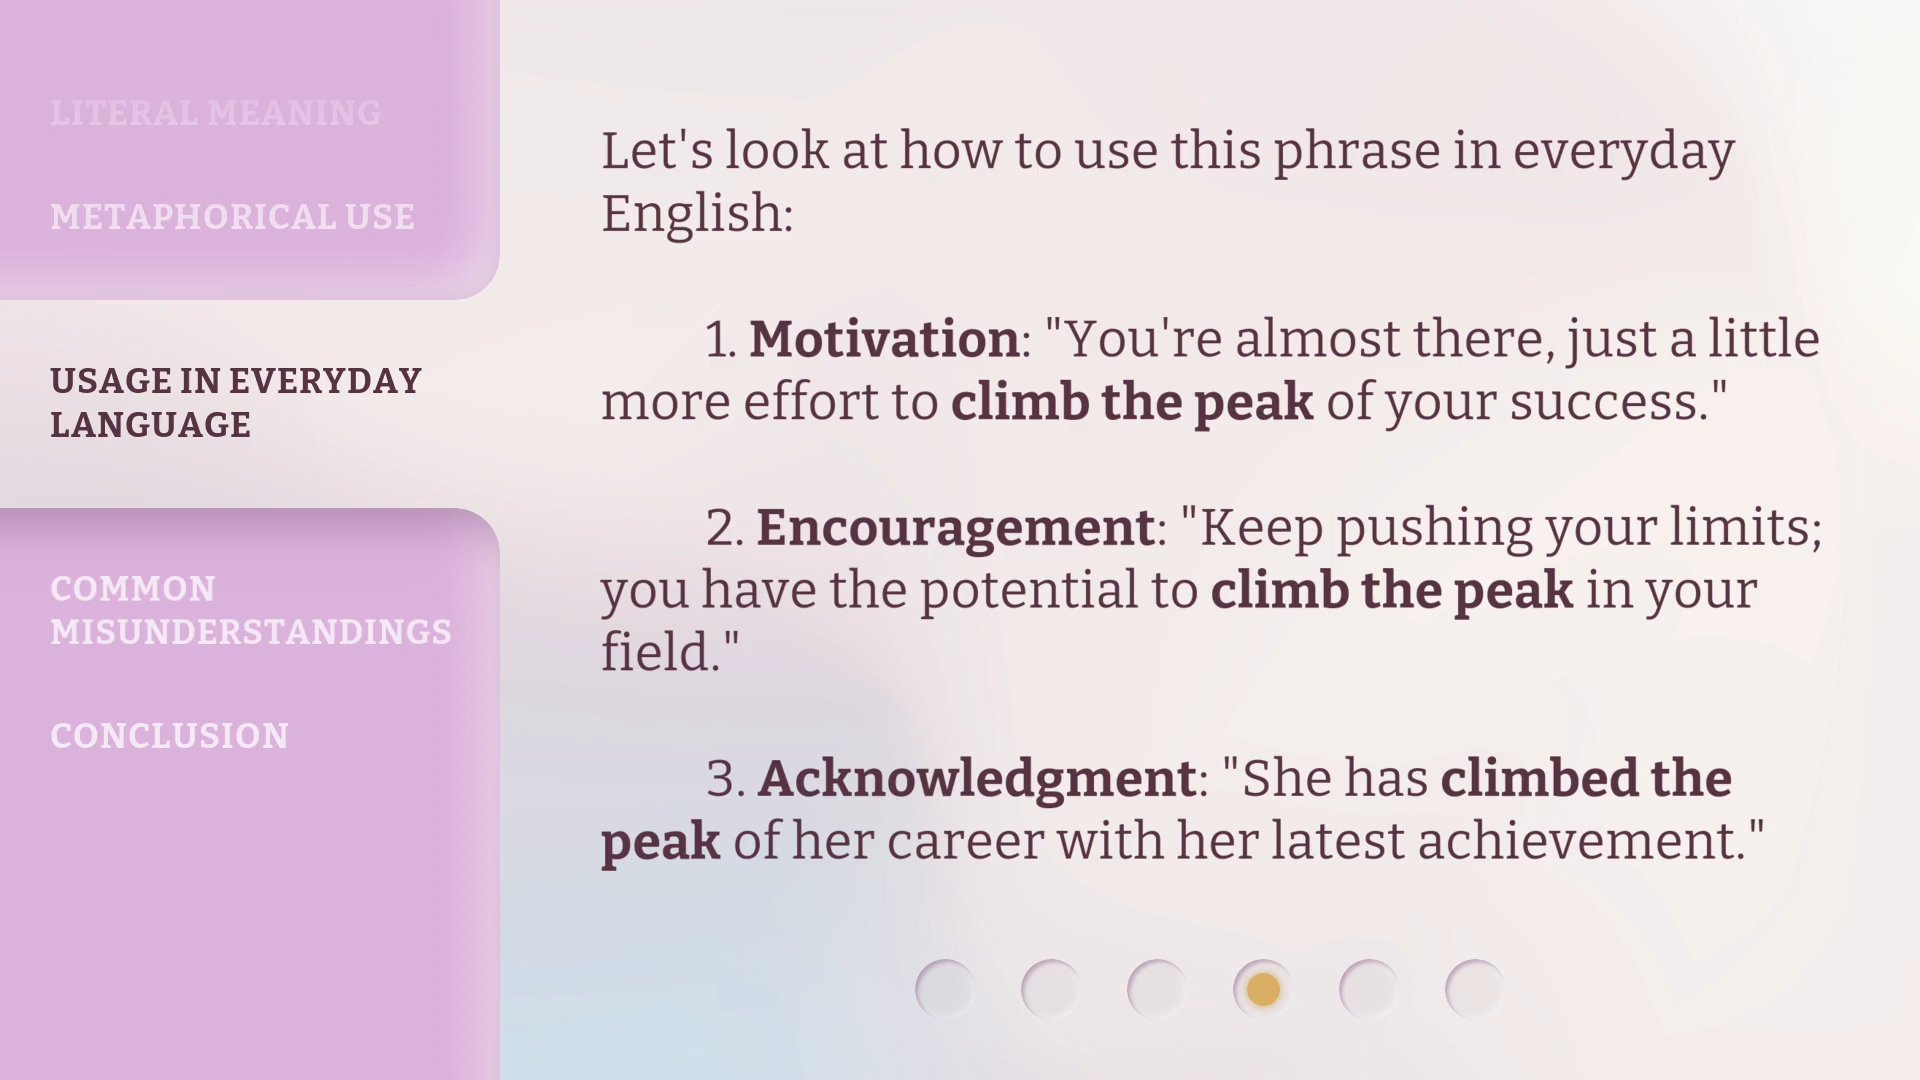 LITERAL MEANING
METAPHORICAL USE
USAGE IN EVERYDAY
LANGUAGE
COMMON
MISUNDERSTANDINGS
CONCLUSION
Let's look at how to use this phrase in everyday
English:
1. Motivation: "You're almost there, just a little
more effort to climb the peak of your success."
2. Encouragement: "Keep pushing your limits;
you have the potential to climb the peak in your
field."
3. Acknowledgment: "She has climbed the
peak of her career with her latest achievement."